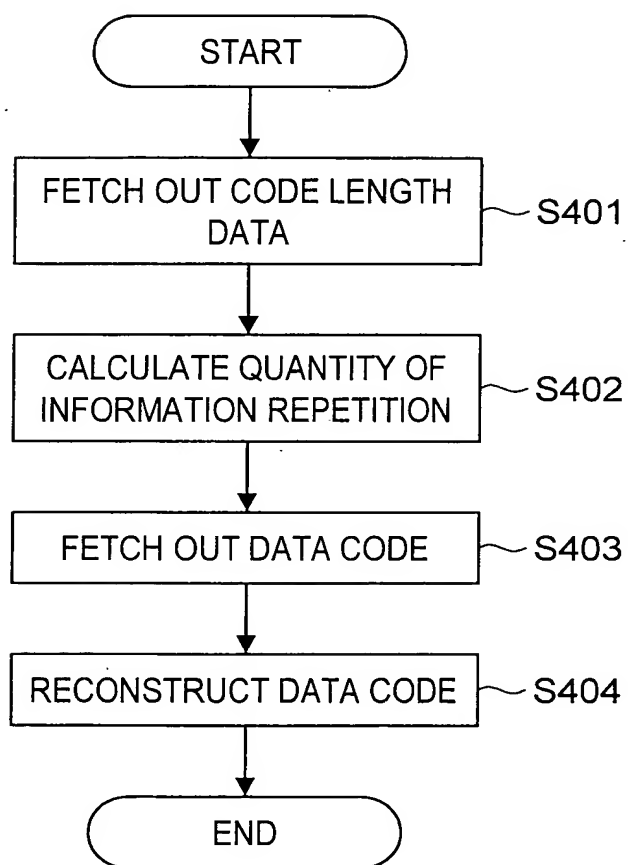 START
FETCH OUT CODE LENGTH
DATA
S401
CALCULATE QUANTITY OF
INFORMATION REPETITION
S402
FETCH OUT DATA CODE
S403
RECONSTRUCT DATA CODE
S404
END